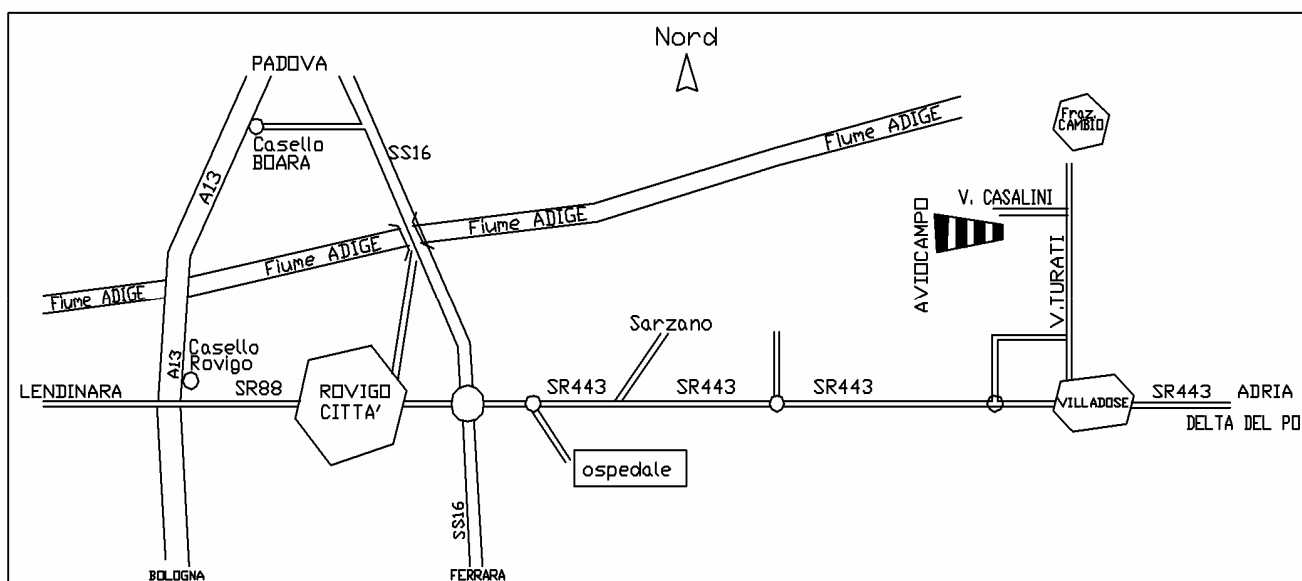 Nord
PADOVA
Casello
BOARA
SS16
A13
Fraz.
CAMBIO
Fiume ADIGE
V. CASALINI
Fiume ADIGE
Fiume ADIGE
Fiume ADIGE
AVIOCAMPO
V.TURATI
Casello
Rovigo
A13
Sarzano
LENDINARA
SR88
ROVIGO
CITTA'
SR443
SR443
SR443
VILLADOSE
SR443
ADRIA
DELTA DEL PO
ospedale
SS16
BOLOGNA
FERRARA